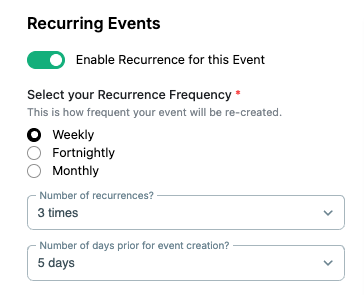 Recurring Events
Enable Recurrence for this Event
Select your Recurrence Frequency *
This is how frequent your event will be re-created.
Weekly
Fortnightly
Monthly
Number of recurrences?
3 times
Number of days prior for event creation?
5 days